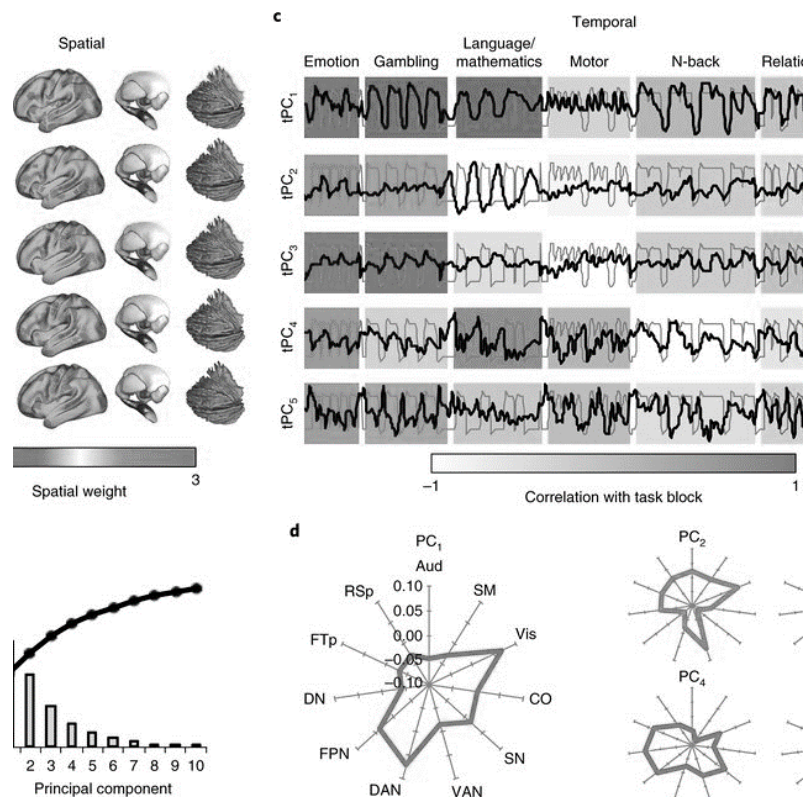 Spatial
3
Spatial weight
c
Temporal
Emotion
Gambling
Language/
mathematics
Motor
N-back
Relatio
tPC1
tPC2
tPC3
tPC4
tPC5
–1
1
Correlation with task block
2 3 4 5 6 7 8 9 10
Principal component
d
PC1
Aud
0.10
0.05
0.00
–0.05
–0.10
SM
Vis
CO
SN
VAN
DAN
FPN
DN
FTp
RSp
PC2
PC4